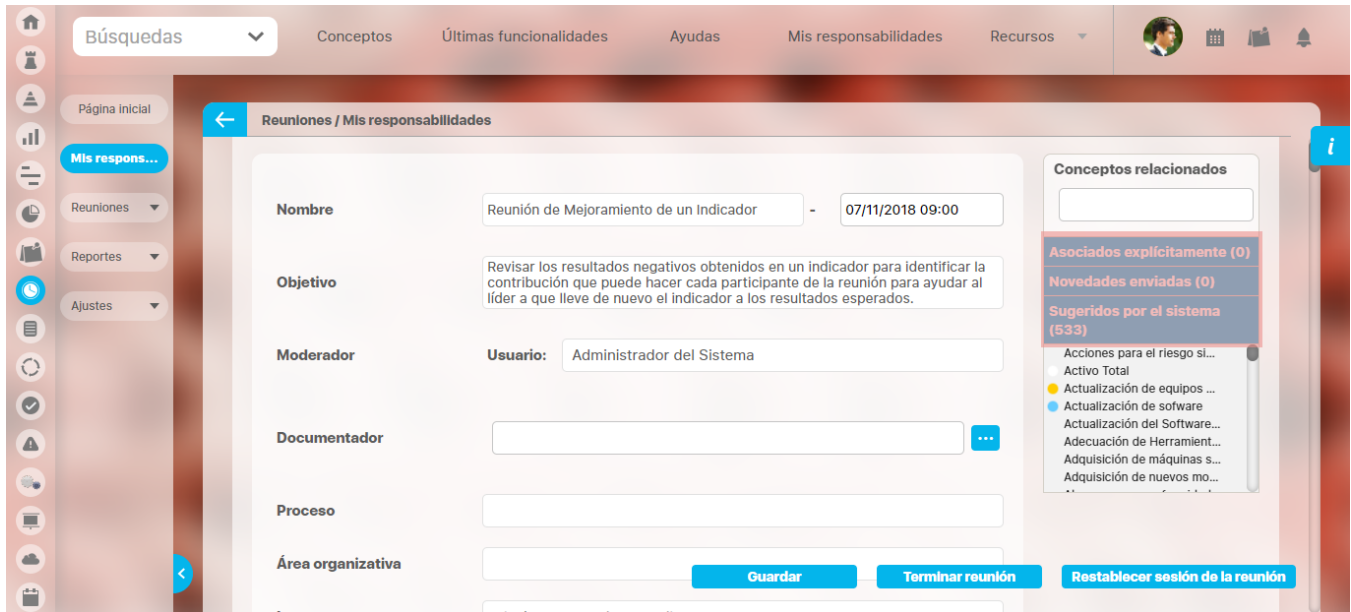 Búsquedas
Conceptos
Últimas funcionalidades
Ayudas
Mis responsabilidades
Recursos
Página inicial
Mis respons...
Reuniones
Reportes
Ajustes
Reuniones / Mis responsabilidades
i
Nombre
Reunión de Mejoramiento de un Indicador
-
07/11/2018 09:00
Objetivo
Revisar los resultados negativos obtenidos en un indicador para identificar la
contribución que puede hacer cada participante de la reunión para ayudar al
líder a que lleve de nuevo el indicador a los resultados esperados.
Moderador
Usuario:
Administrador del Sistema
Documentador
...
Proceso
Área organizativa
Guardar
Terminar reunión
Restablecer sesión de la reunión
Conceptos relacionados
Asociados explícitamente (0)
Novedades enviadas (0)
Sugeridos por el sistema
(533)
Acciones para el riesgo si...
Activo Total
Actualización de equipos ...
Actualización de sofware
Actualización del Software...
Adecuación de Herramient...
Adquisición de máquinas s...
Adquisición de nuevos mo...